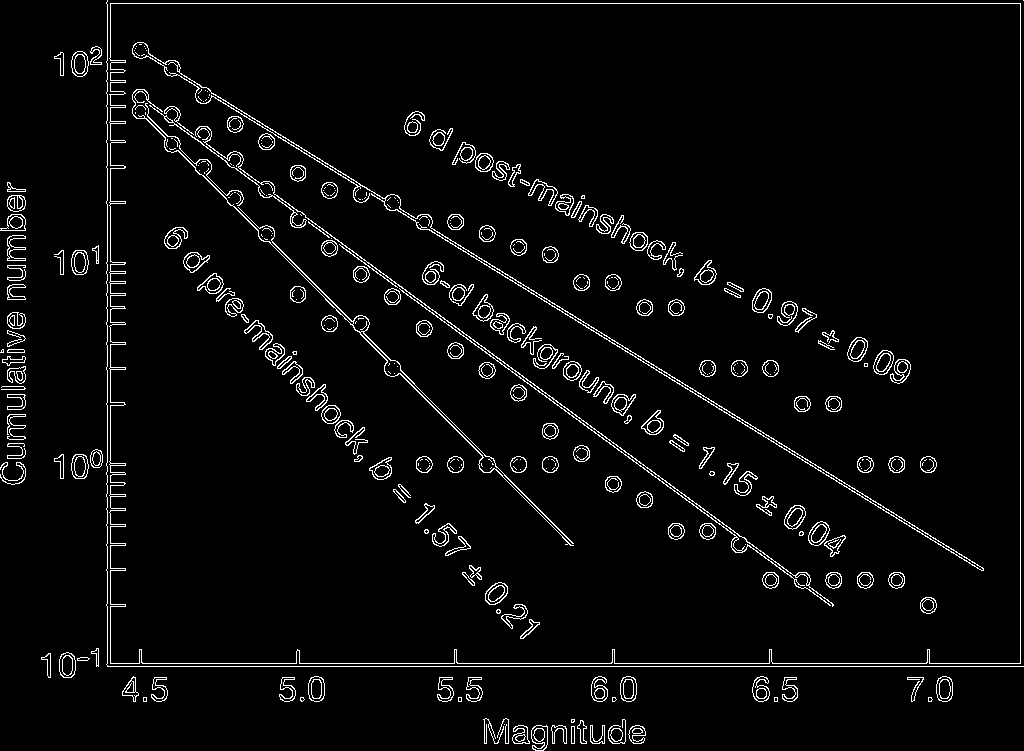 10²
10¹
10⁰
10⁻¹
Cumulative number
6 d post-mainshock, b = 0.97 ± 0.09
6-d background, b = 1.15 ± 0.04
6 d pre-mainshock, b = 1.57 ± 0.21
4.5 5.0 5.5 6.0 6.5 7.0
Magnitude